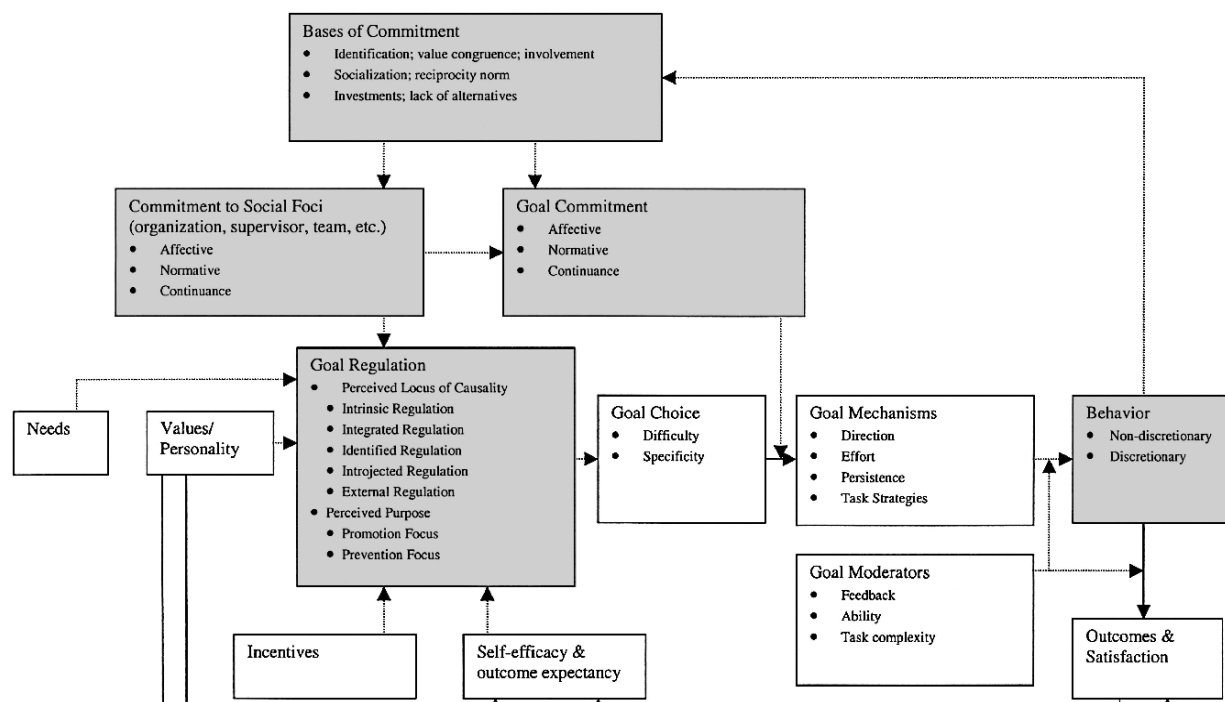 Bases of Commitment
● Identification; value congruence; involvement
● Socialization; reciprocity norm
● Investments; lack of alternatives
Commitment to Social Foci
(organization, supervisor, team, etc.)
● Affective
● Normative
● Continuance
Goal Commitment
● Affective
● Normative
● Continuance
Needs
Values/
Personality
Goal Regulation
● Perceived Locus of Causality
● Intrinsic Regulation
● Integrated Regulation
● Identified Regulation
● Introjected Regulation
● External Regulation
● Perceived Purpose
● Promotion Focus
● Prevention Focus
Goal Choice
● Difficulty
● Specificity
Goal Mechanisms
● Direction
● Effort
● Persistence
● Task Strategies
Behavior
● Non-discretionary
● Discretionary
Goal Moderators
● Feedback
● Ability
● Task complexity
Incentives
Self-efficacy &
outcome expectancy
Outcomes &
Satisfaction